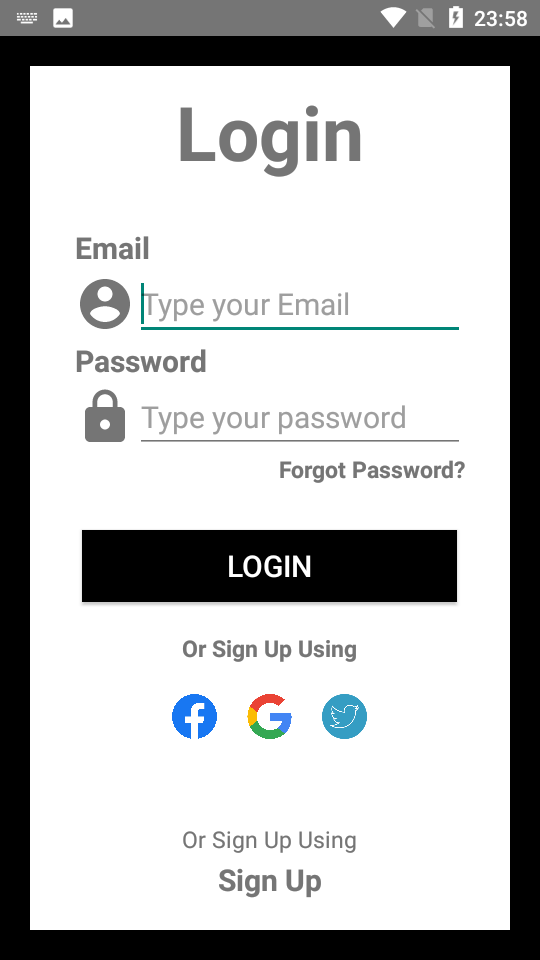 23:58
Login
Email
Type your Email
Password
Type your password
Forgot Password?
LOGIN
Or Sign Up Using
Or Sign Up Using
Sign Up